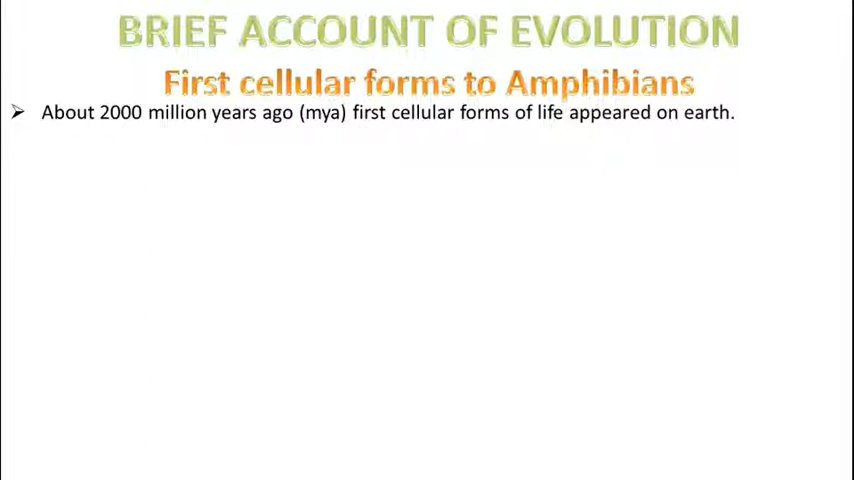 BRIEF ACCOUNT OF EVOLUTION
First cellular forms to Amphibians
➢ About 2000 million years ago (mya) first cellular forms of life appeared on earth.